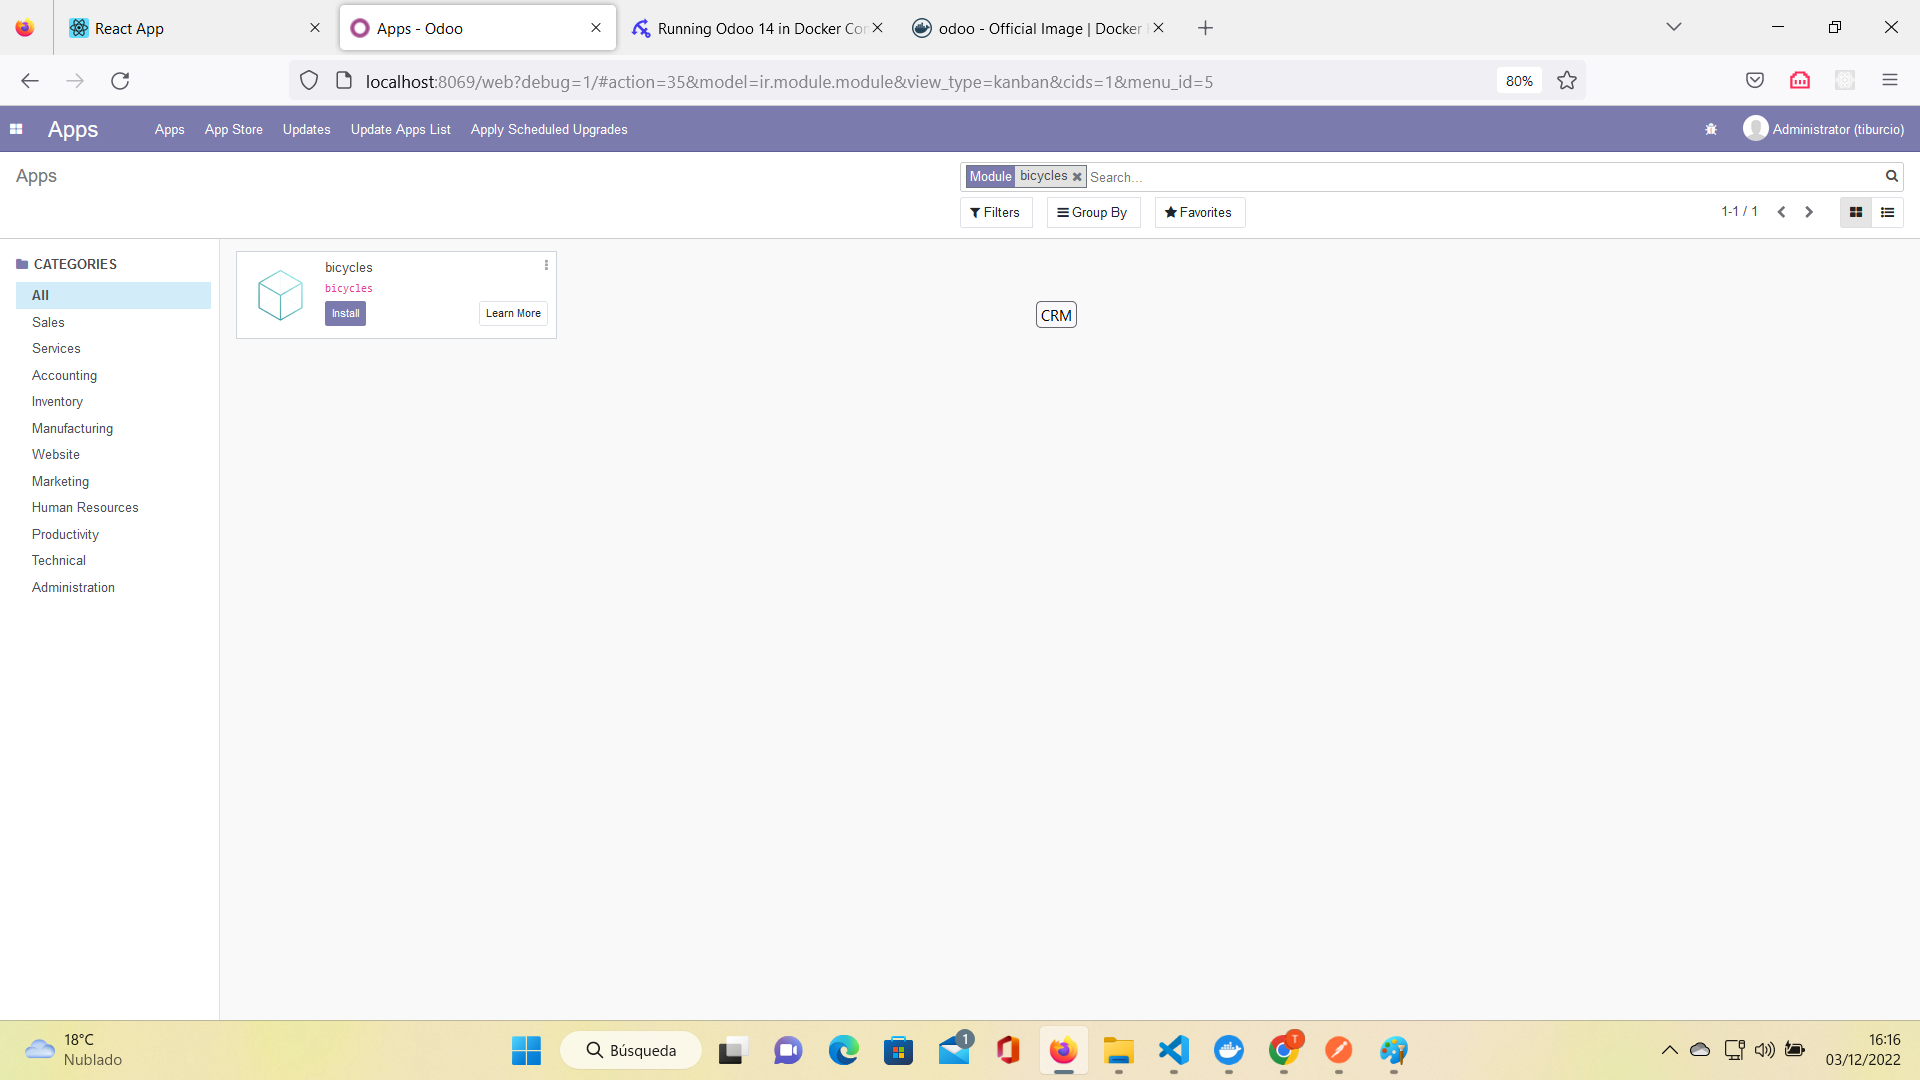 React App
Apps - Odoo
Running Odoo 14 in Docker Co
odoo - Official Image | Docker
localhost:8069/web?debug=1/#action=35&model=ir.module.module&view_type=kanban&cids=1&menu_id=5
80%
Apps
Apps
App Store
Updates
Update Apps List
Apply Scheduled Upgrades
Administrator (tiburcio)
Apps
Module
bicycles
Search...
Filters
Group By
Favorites
1-1 / 1
CATEGORIES
All
Sales
Services
Accounting
Inventory
Manufacturing
Website
Marketing
Human Resources
Productivity
Technical
Administration
bicycles
bicycles
Install
Learn More
CRM
18°C
Nublado
Búsqueda
1
T
16:16
03/12/2022